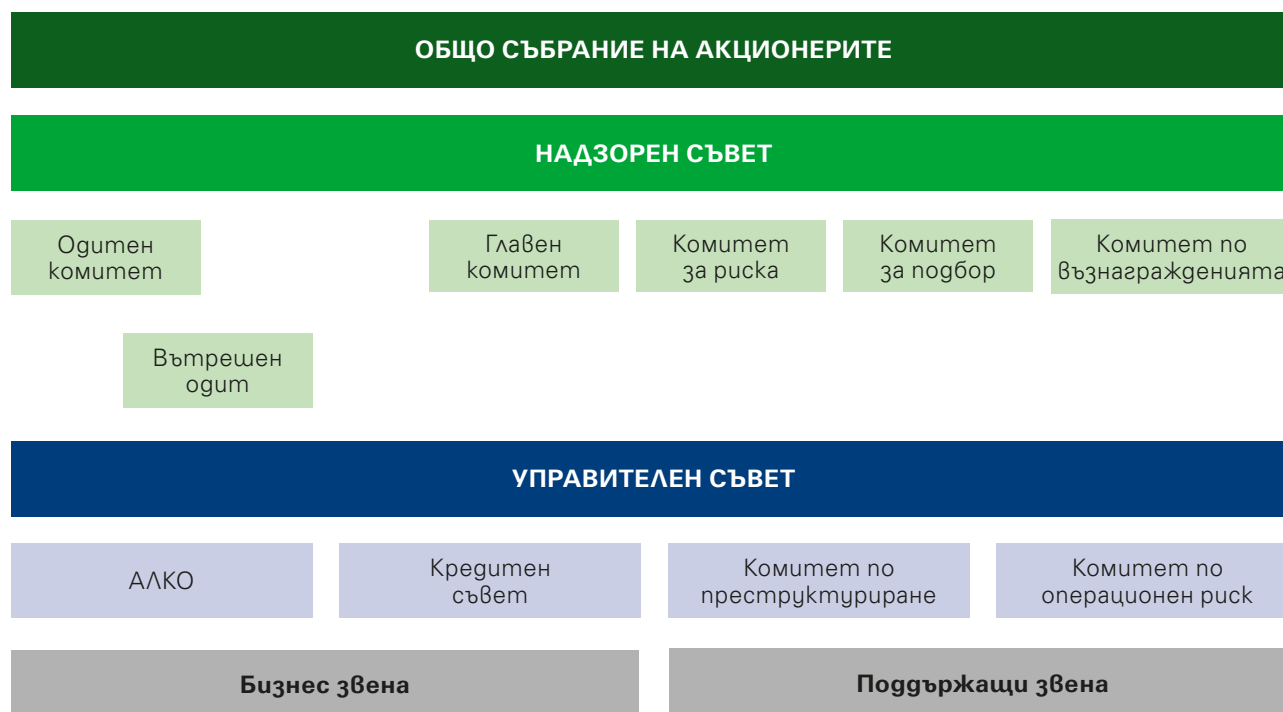 ОБЩО СЪБРАНИЕ НА АКЦИОНЕРИТЕ
НАДЗОРЕН СЪВЕТ
Одитен
комитет
Главен
комитет
Комитет
за риска
Комитет
за подбор
Комитет по
възнагражденията
Вътрешен
одит
УПРАВИТЕЛЕН СЪВЕТ
АЛКО
Кредитен
съвет
Комитет по
преструктуриране
Комитет по
операционен риск
Бизнес звена
Поддържащи звена